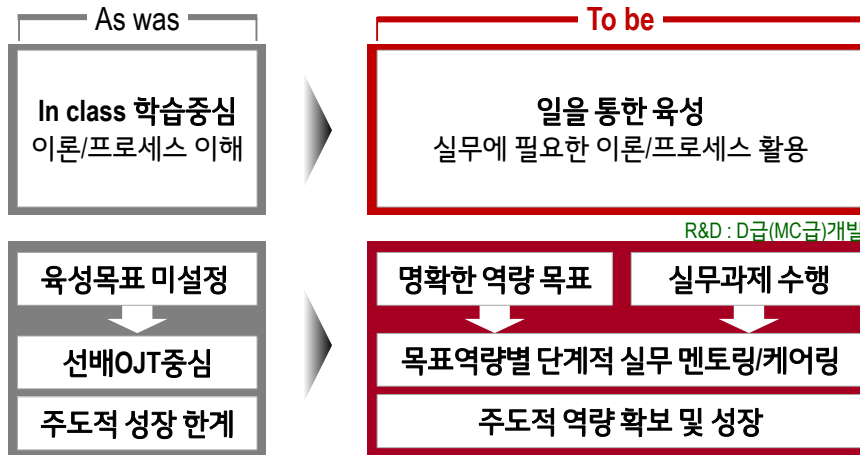 As was
To be
In class 학습중심
이론/프로세스 이해
일을 통한 육성
실무에 필요한 이론/프로세스 활용
R&D : D급(MC급)개발
육성목표 미설정
명확한 역량 목표
실무과제 수행
선배OJT중심
목표역량별 단계적 실무 멘토링/케어링
주도적 성장 한계
주도적 역량 확보 및 성장